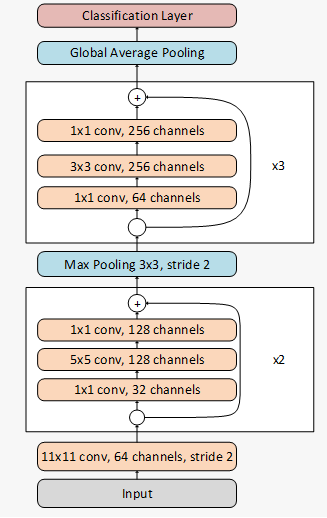 Classification Layer
Global Average Pooling
+
1x1 conv, 256 channels
3x3 conv, 256 channels
x3
1x1 conv, 64 channels
Max Pooling 3x3, stride 2
+
1x1 conv, 128 channels
5x5 conv, 128 channels
x2
1x1 conv, 32 channels
11x11 conv, 64 channels, stride 2
Input